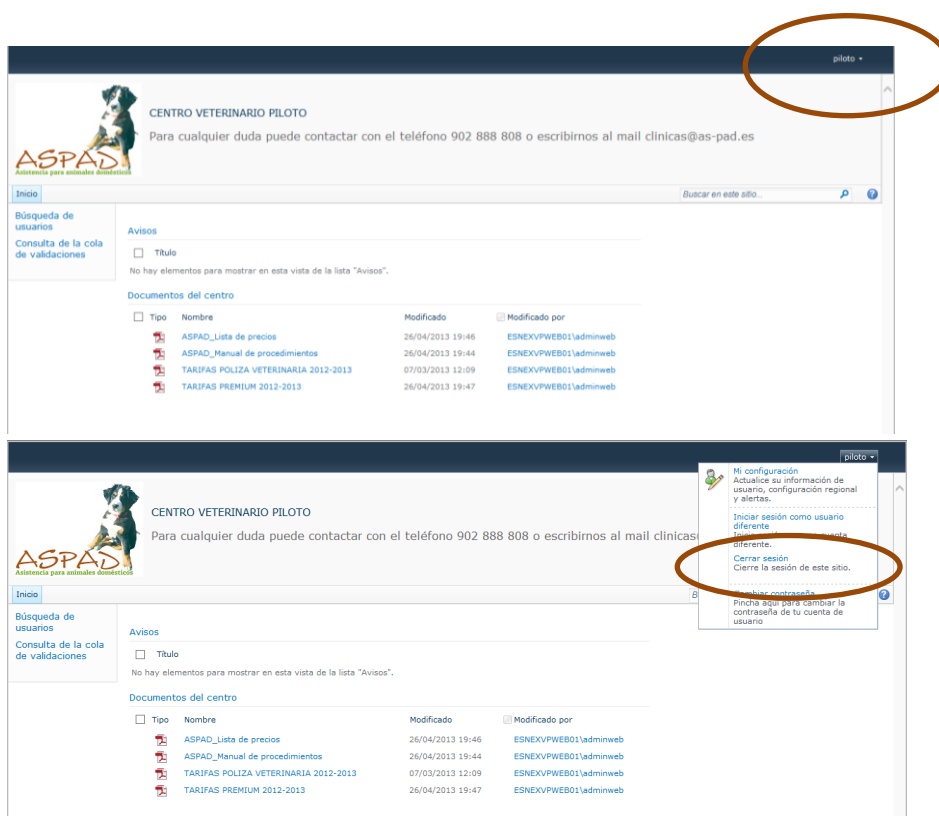 piloto
CENTRO VETERINARIO PILOTO
Para cualquier duda puede contactar con el teléfono 902 888 808 o escribirnos al mail clinicas@as-pad.es
ASPAD
Asistencia para animales domésticos
Inicio
Buscar en este sitio...
Búsqueda de
usuarios
Consulta de la cola
de validaciones
Avisos
Título
No hay elementos para mostrar en esta vista de la lista "Avisos".
Documentos del centro
Tipo Nombre Modificado Modificado por
ASPAD_Lista de precios 26/04/2013 19:46 ESNEXVPWEB01\adminweb
ASPAD_Manual de procedimientos 26/04/2013 19:44 ESNEXVPWEB01\adminweb
TARIFAS POLIZA VETERINARIA 2012-2013 07/03/2013 12:09 ESNEXVPWEB01\adminweb
TARIFAS PREMIUM 2012-2013 26/04/2013 19:47 ESNEXVPWEB01\adminweb
piloto
Mi configuración
Actualice su información de
usuario, configuración regional
y alertas.
Iniciar sesión como usuario
diferente
diferente.
Cerrar sesión
Cierre la sesión de este sitio.
Cambiar contraseña
Pincha aquí para cambiar la
contraseña de tu cuenta de
usuario
CENTRO VETERINARIO PILOTO
Para cualquier duda puede contactar con el teléfono 902 888 808 o escribirnos al mail clinicas
ASPAD
Asistencia para animales domésticos
Inicio
B
Búsqueda de
usuarios
Consulta de la cola
de validaciones
Avisos
Título
No hay elementos para mostrar en esta vista de la lista "Avisos".
Documentos del centro
Tipo Nombre Modificado Modificado por
ASPAD_Lista de precios 26/04/2013 19:46 ESNEXVPWEB01\adminweb
ASPAD_Manual de procedimientos 26/04/2013 19:44 ESNEXVPWEB01\adminweb
TARIFAS POLIZA VETERINARIA 2012-2013 07/03/2013 12:09 ESNEXVPWEB01\adminweb
TARIFAS PREMIUM 2012-2013 26/04/2013 19:47 ESNEXVPWEB01\adminweb